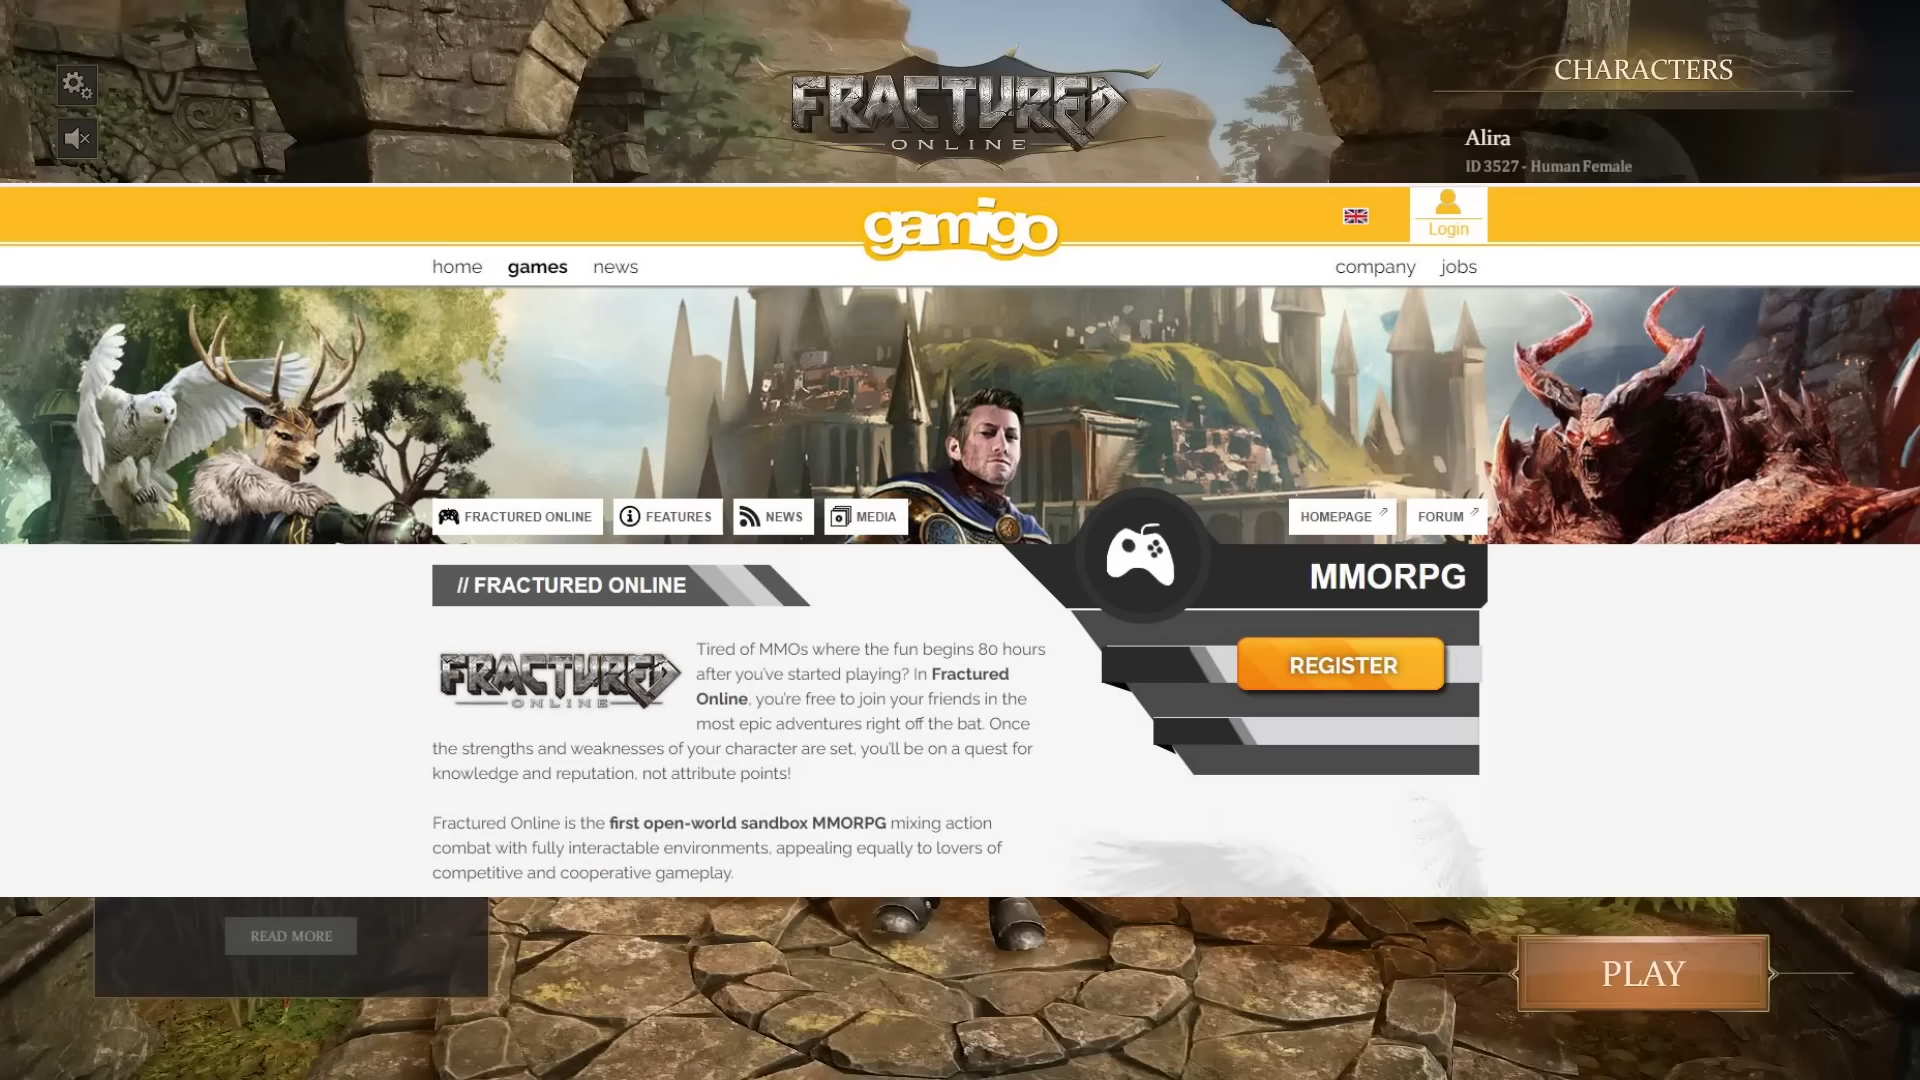 FRACTURED
ONLINE
CHARACTERS
Alira
ID 3527 - Human Female
gamigo
Login
home games news
company jobs
FRACTURED ONLINE FEATURES NEWS MEDIA
HOMEPAGE FORUM
// FRACTURED ONLINE
MMORPG
REGISTER
FRACTURED
ONLINE
Tired of MMOs where the fun begins 80 hours
after you've started playing? In Fractured
Online, you're free to join your friends in the
most epic adventures right off the bat. Once
the strengths and weaknesses of your character are set, you'll be on a quest for
knowledge and reputation, not attribute points!
Fractured Online is the first open-world sandbox MMORPG mixing action
combat with fully interactable environments, appealing equally to lovers of
competitive and cooperative gameplay.
READ MORE
PLAY